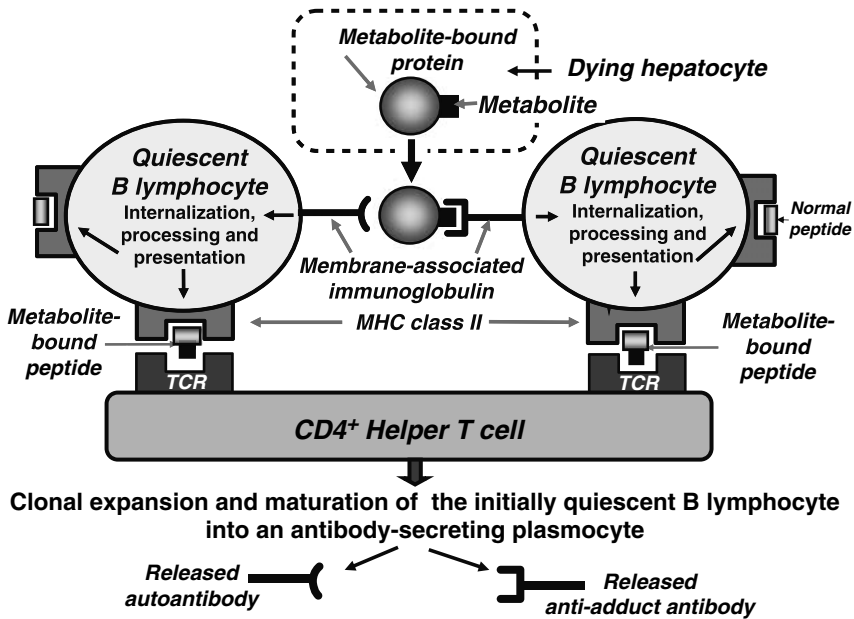 Metabolite-bound
protein
Dying hepatocyte
Metabolite
Quiescent
B lymphocyte
Internalization,
processing and
presentation
Quiescent
B lymphocyte
Internalization,
processing and
presentation
Normal
peptide
Membrane-associated
immunoglobulin
Metabolite-
bound
peptide
MHC class II
Metabolite-
bound
peptide
TCR
TCR
CD4+ Helper T cell
Clonal expansion and maturation of the initially quiescent B lymphocyte
into an antibody-secreting plasmocyte
Released
autoantibody
Released
anti-adduct antibody